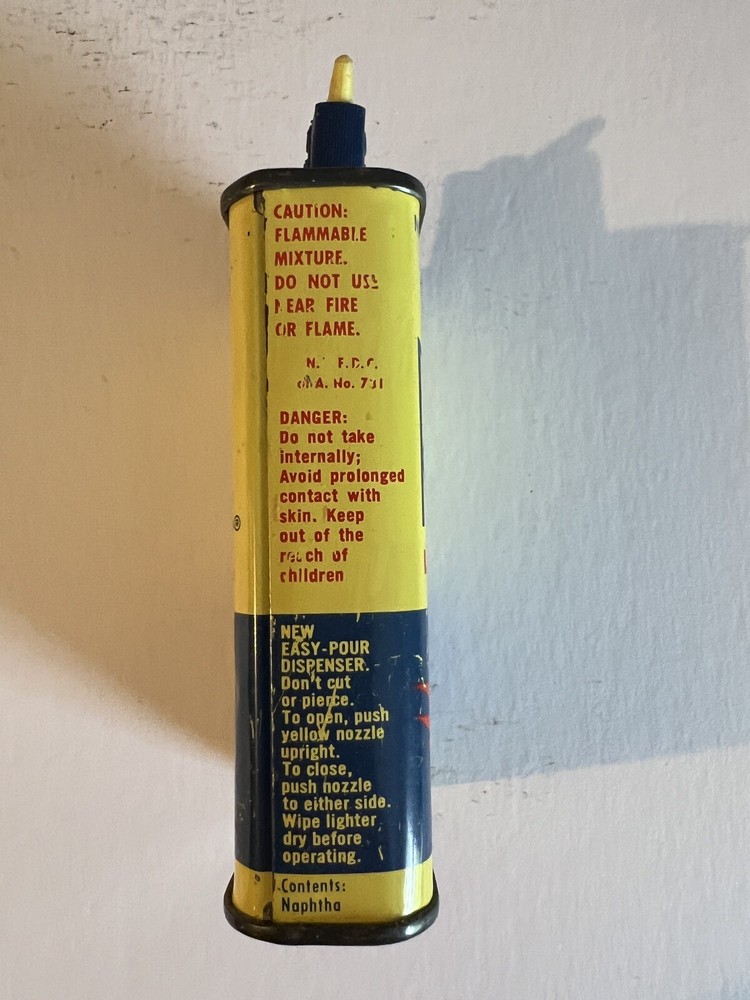 CAUTION:
FLAMMABLE
MIXTURE.
DO NOT USE
NEAR FIRE
OR FLAME.
F.D.C.
No.
DANGER:
Do not take
internally;
Avoid prolonged
contact with
skin. Keep
out of the
reach of
children
®
NEW
EASY-POUR
DISPENSER.
Don't cut
or pierce.
To open, push
yellow nozzle
upright.
To close,
push nozzle
to either side.
Wipe lighter
dry before
operating.
Contents:
Naphtha